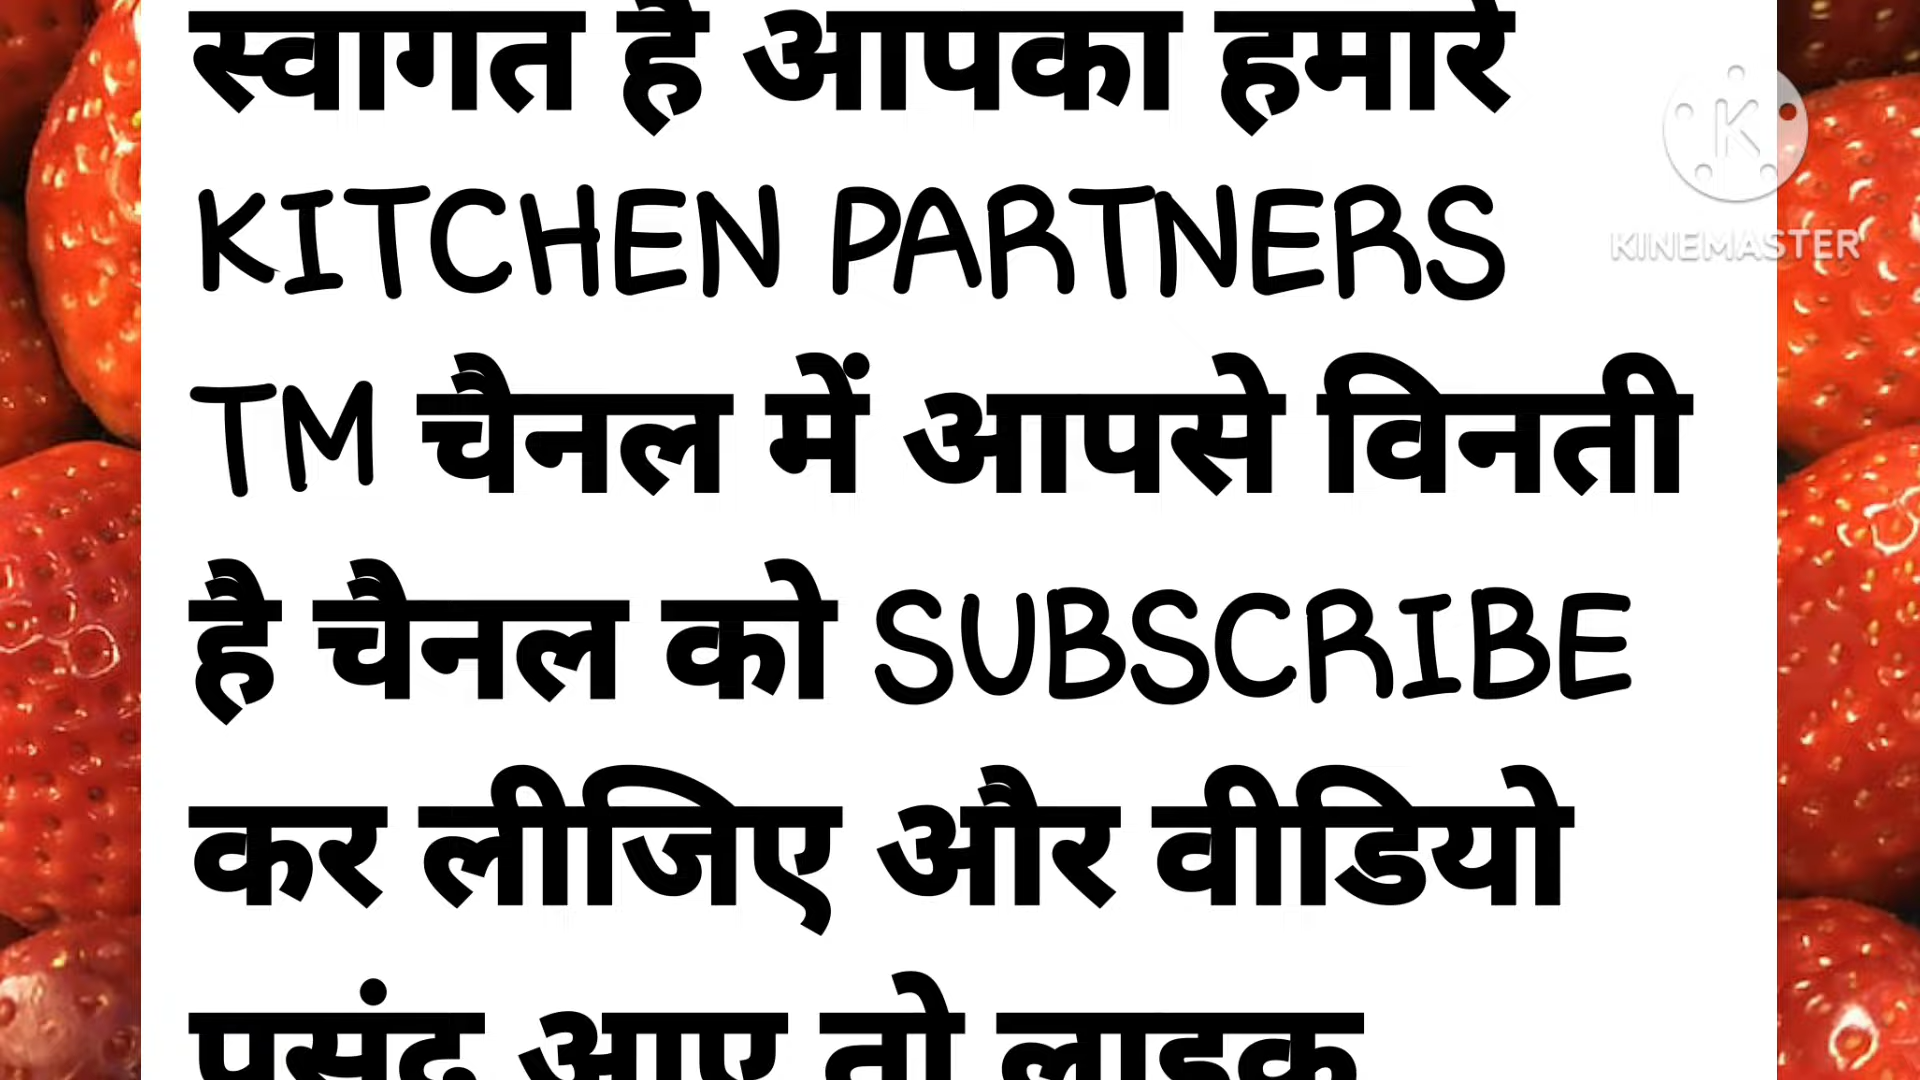 स्वागत है आपका हमारे
KITCHEN PARTNERS
TM चैनल में आपसे विनती
है चैनल को SUBSCRIBE
कर लीजिए और वीडियो
पसंद आए तो लाइक
K
KINEMASTER